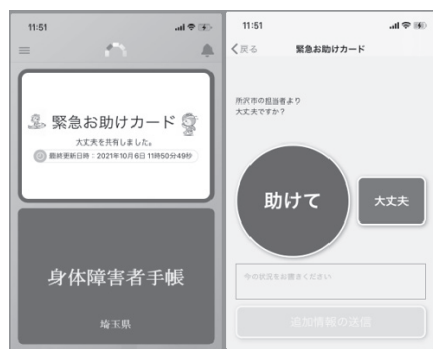 11:51
緊急お助けカード
大丈夫を共有しました。
最終更新日時：2021年10月6日 11時50分49秒
身体障害者手帳
埼玉県
11:51
戻る 緊急お助けカード
所沢市の担当者より
大丈夫ですか？
助けて
大丈夫
今の状況をお聞きください
追加情報の送信